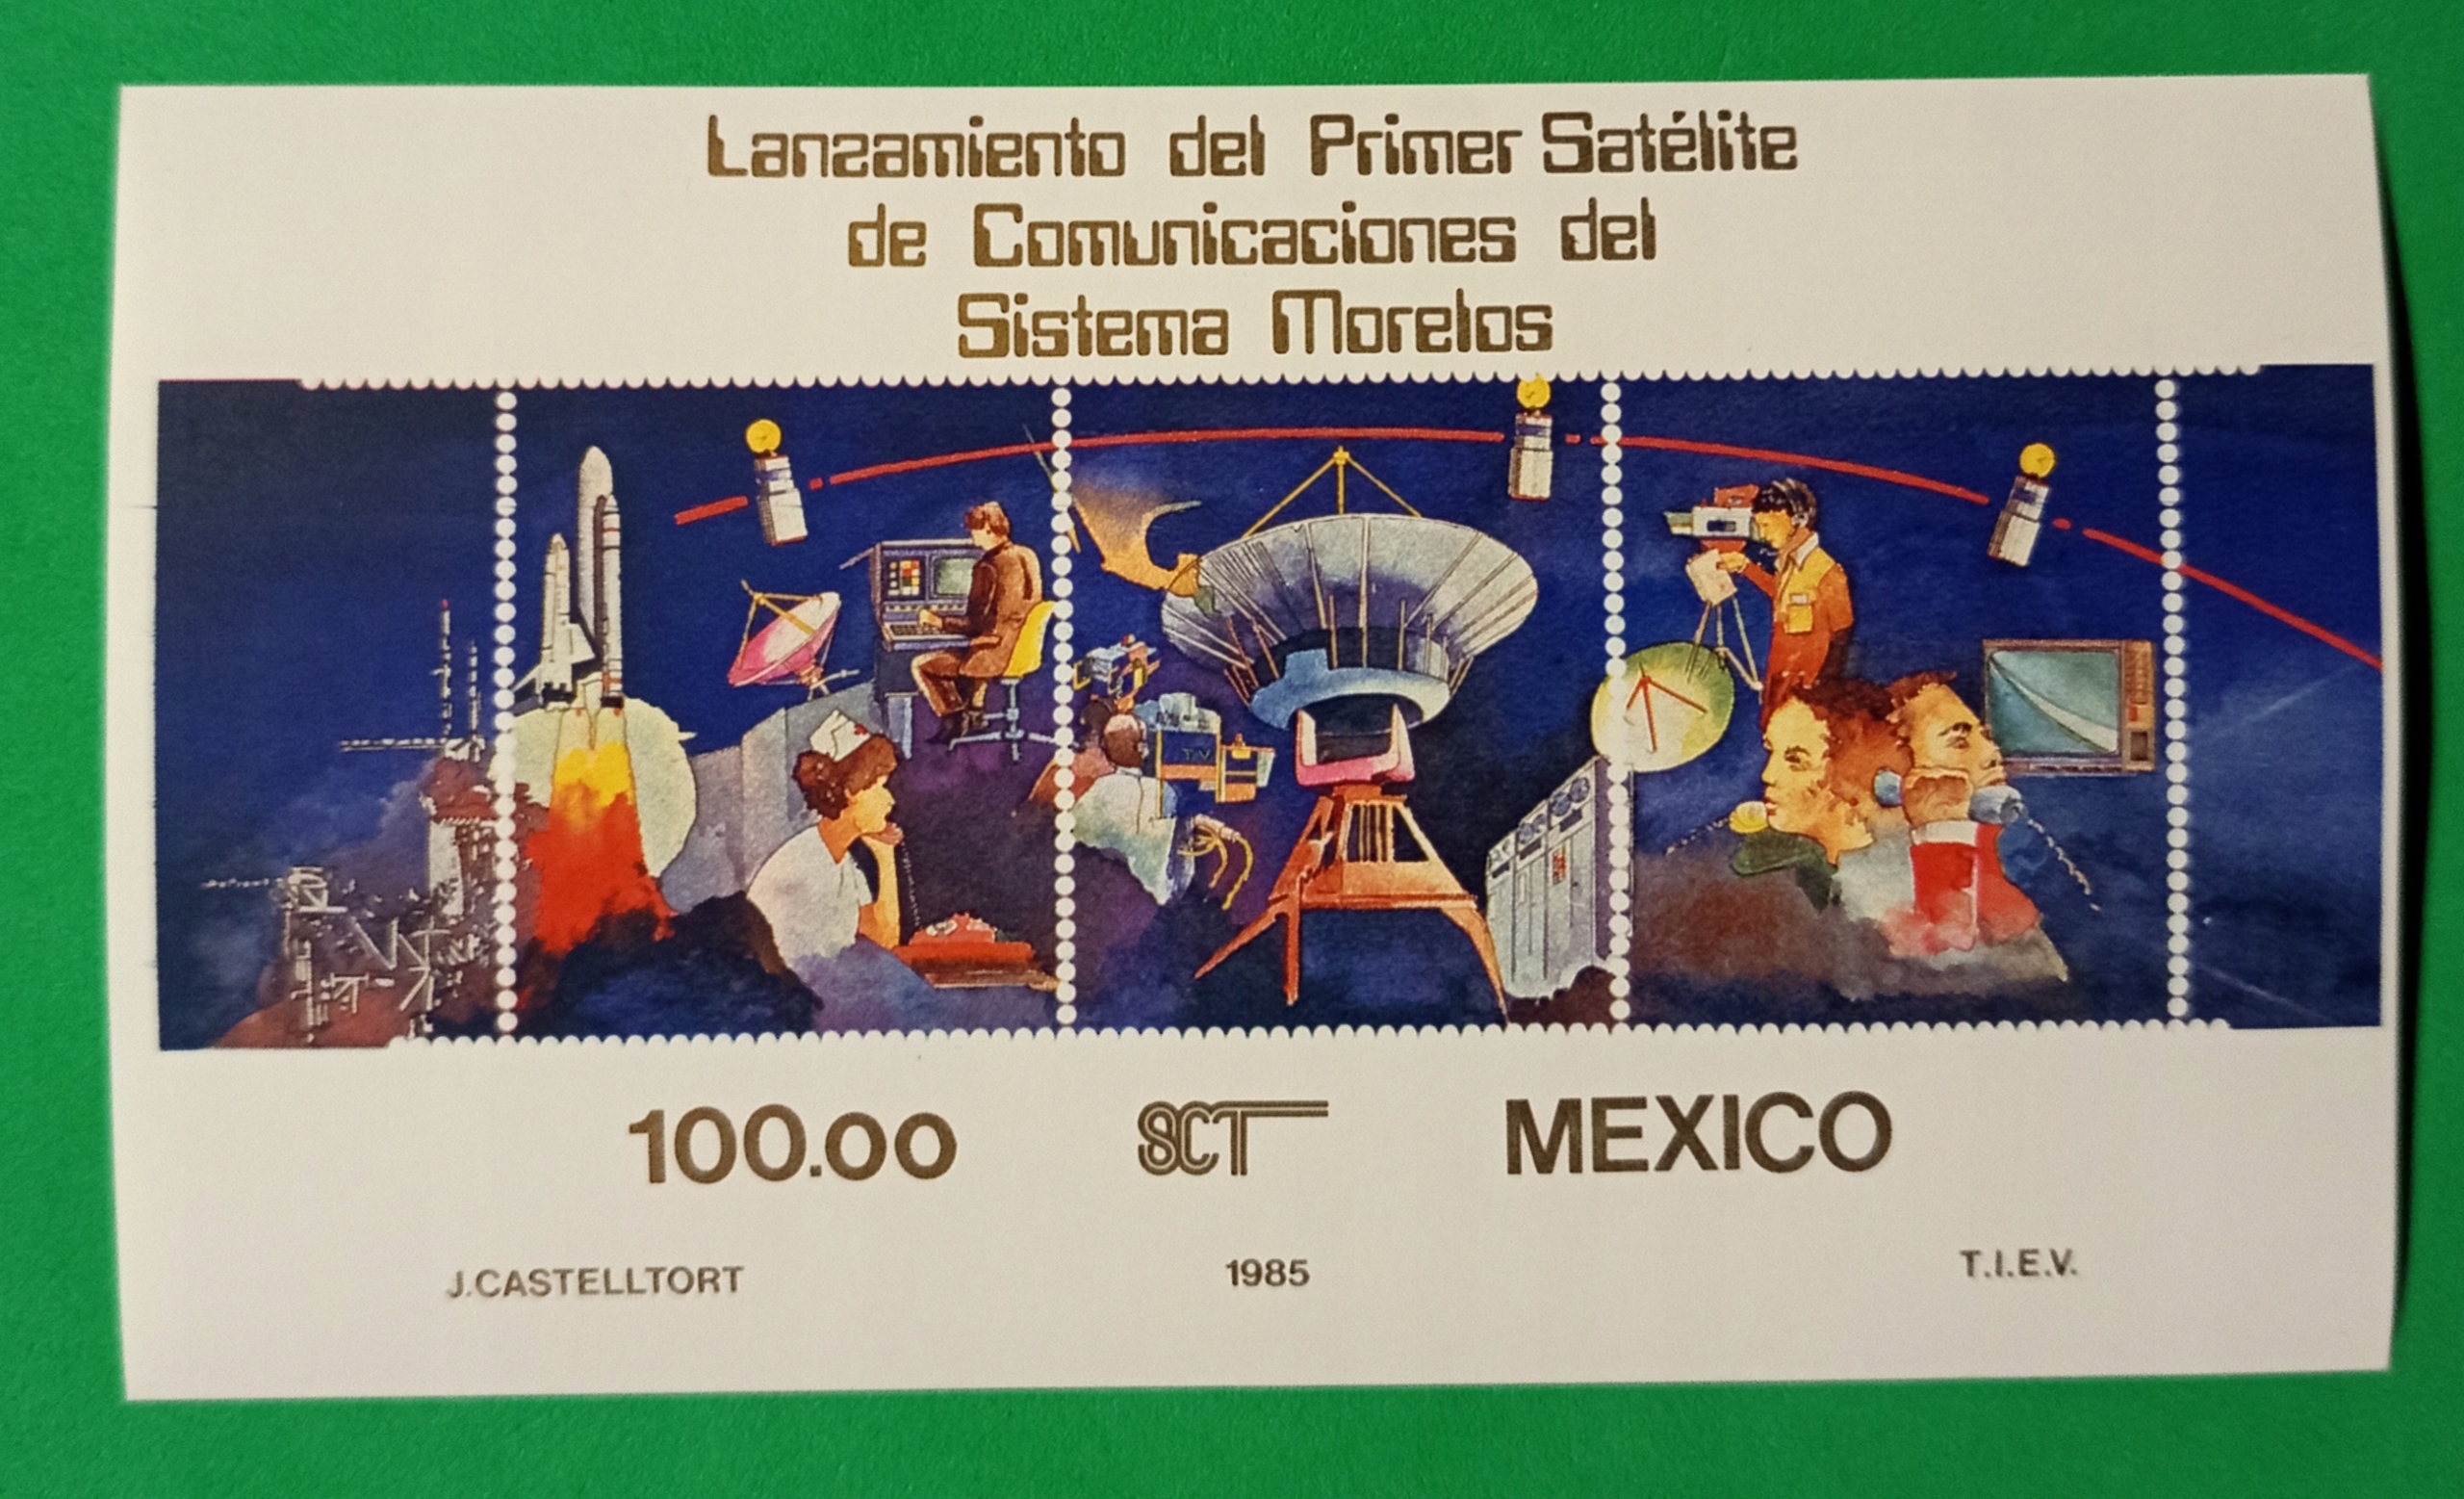 Lanzamiento del Primer Satélite
de Comunicaciones del
Sistema Morelos
T.V
100.00 SCT MEXICO
J.CASTELLTORT 1985 T.I.E.V.